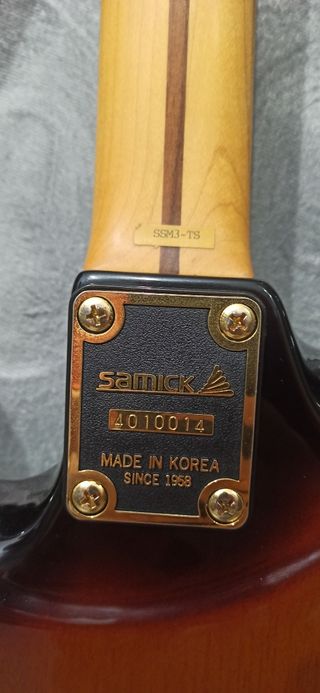 SSM3-TS
samick
4010014
MADE IN KOREA
SINCE 1958